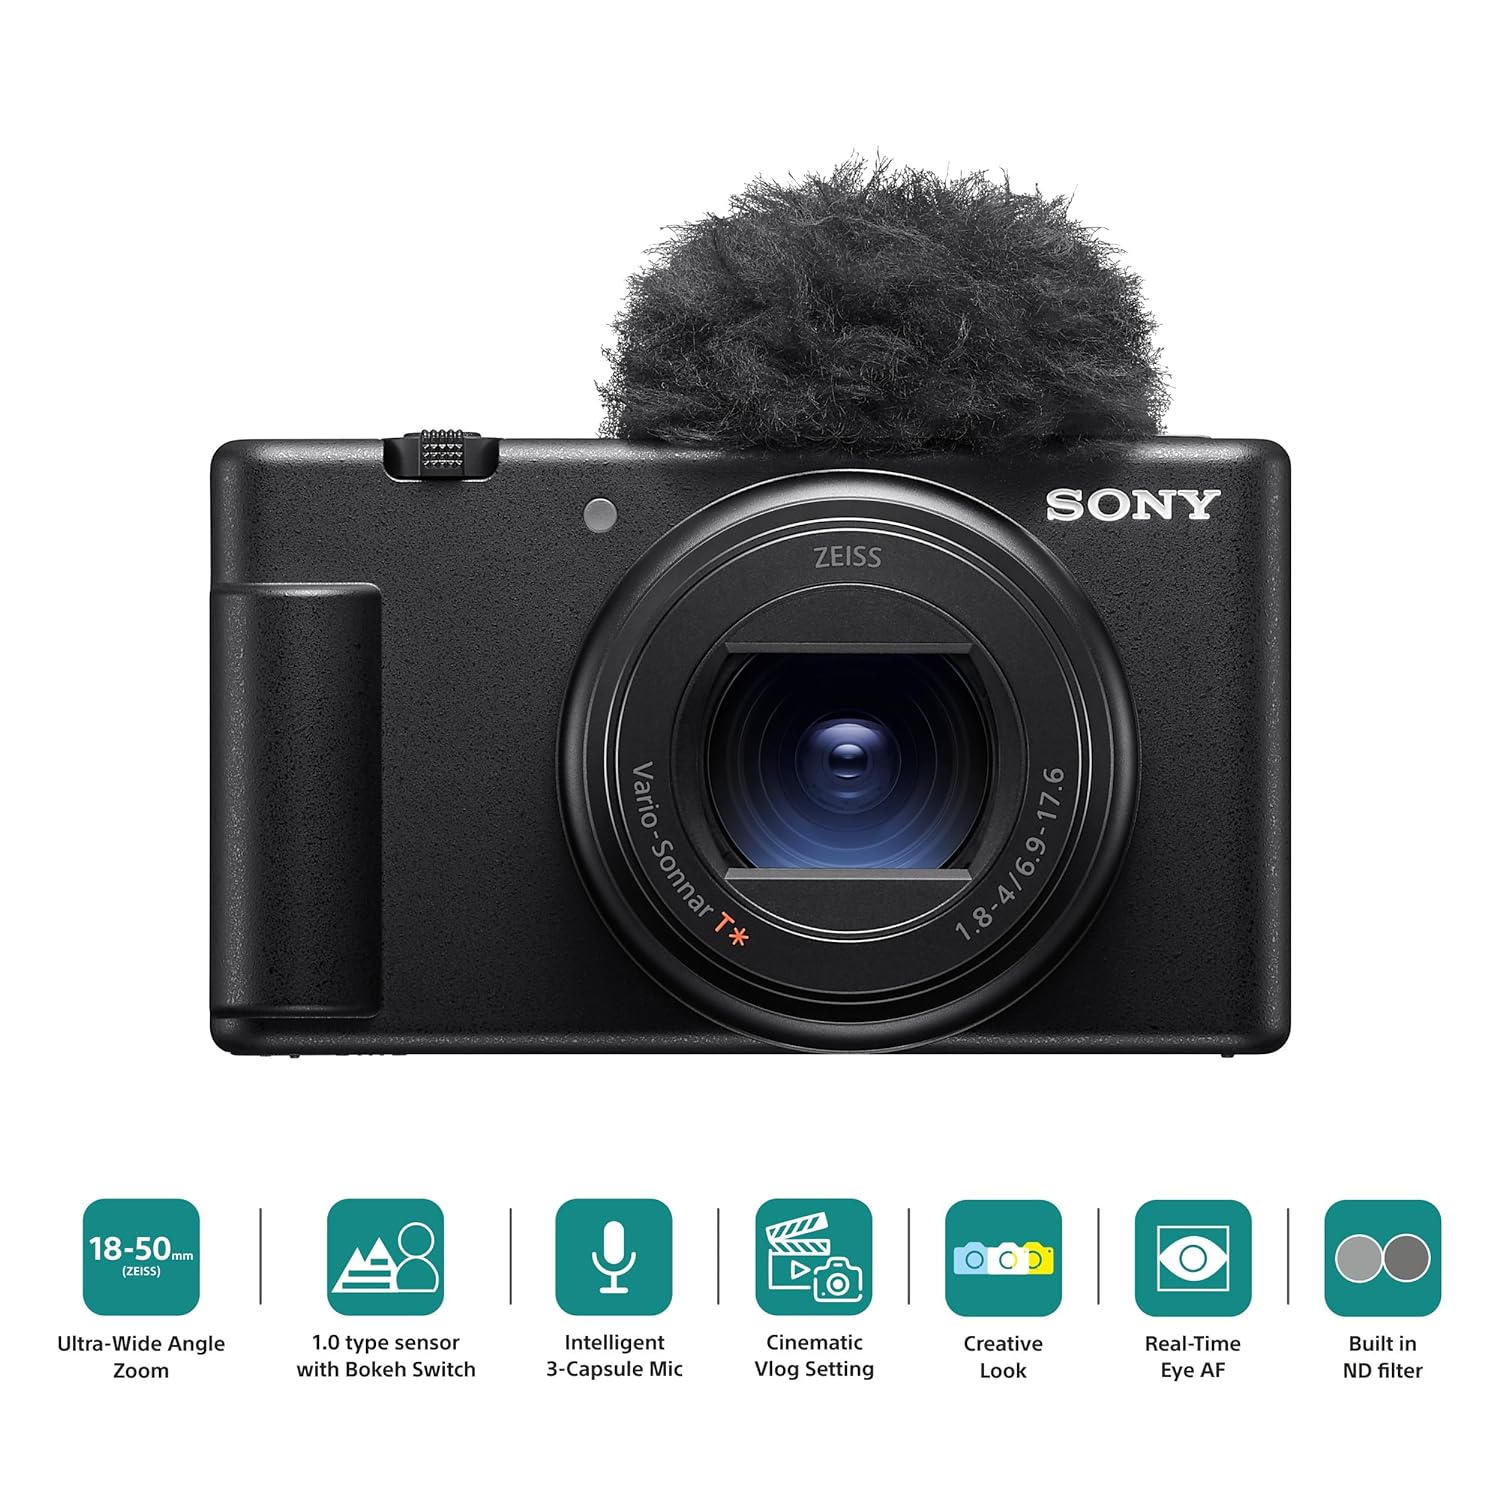 SONY
ZEISS
Vario-Sonnar T*
1.8-4/6.9-17.6
18-50mm
(ZEISS)
Ultra-Wide Angle
Zoom
1.0 type sensor
with Bokeh Switch
Intelligent
3-Capsule Mic
Cinematic
Vlog Setting
Creative
Look
Real-Time
Eye AF
Built in
ND filter